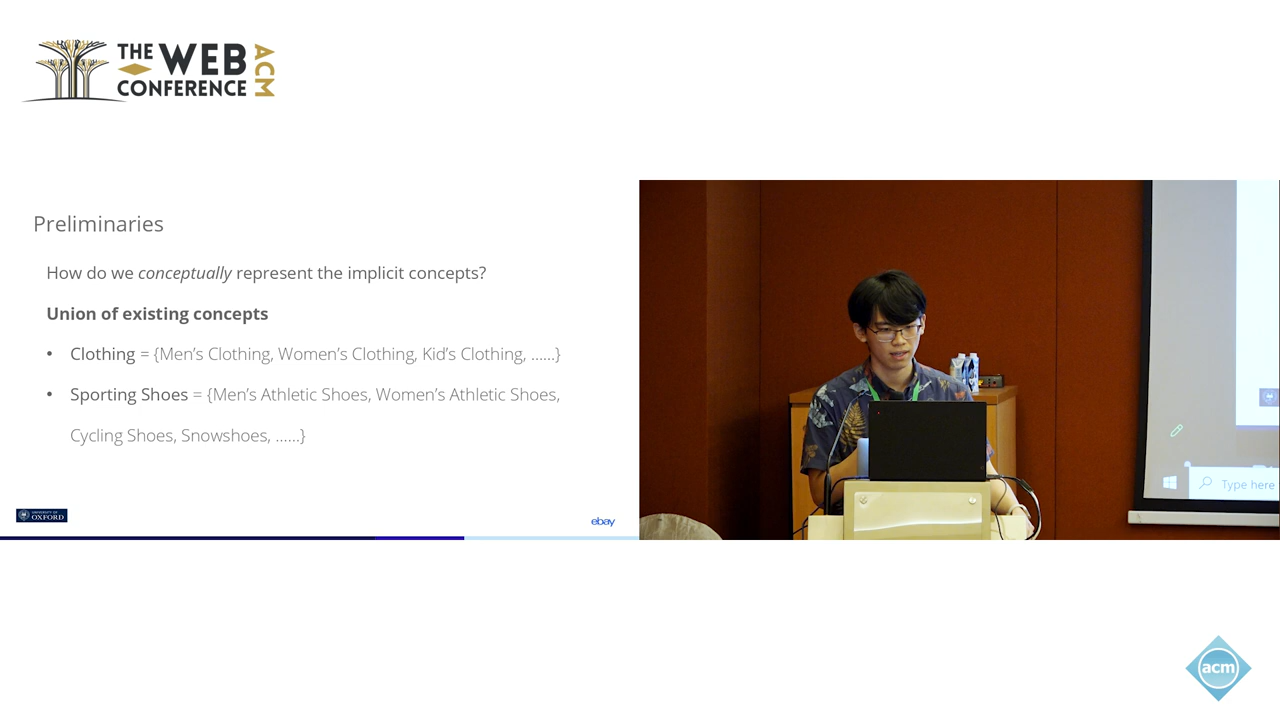 THE WEB
CONFERENCE
ACM
Preliminaries
How do we conceptually represent the implicit concepts?
Union of existing concepts
• Clothing = {Men’s Clothing, Women’s Clothing, Kid’s Clothing, ......}
• Sporting Shoes = {Men’s Athletic Shoes, Women’s Athletic Shoes,
Cycling Shoes, Snowshoes, ......}
UNIVERSITY OF
OXFORD
ebay
Type here
acm